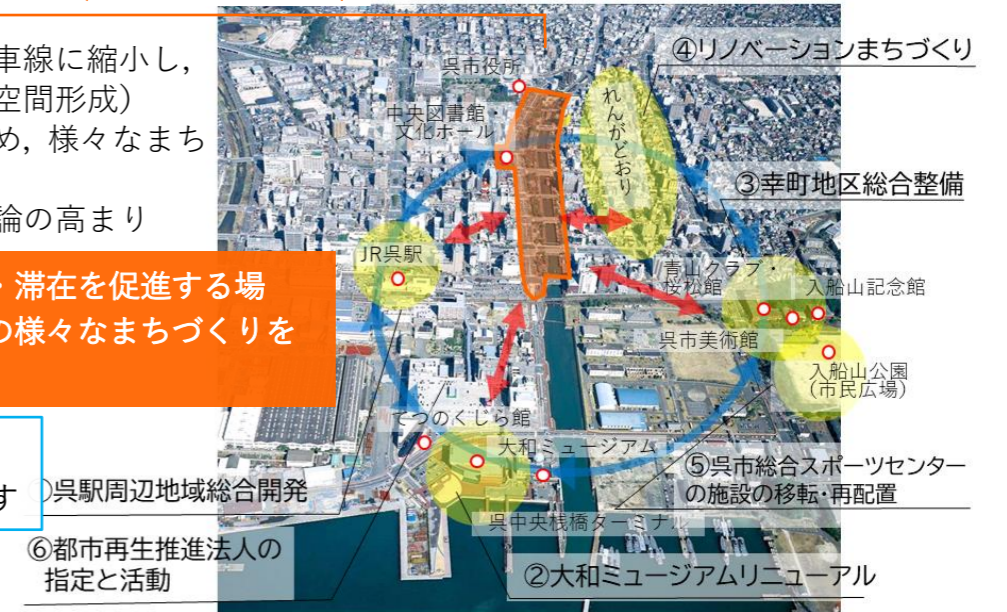 車線に縮小し,
空間形成）
め, 様々なまち
論の高まり
・滞在を促進する場
の様々なまちづくりを
す
④リノベーションまちづくり
呉市役所
中央図書館・
文化ホール
れんがどおり
③幸町地区総合整備
JR呉駅
青山クラブ・
桜松館
入船山記念館
呉市美術館
入船山公園
（市民広場）
てつのくじら館
大和ミュージアム
⑤呉市総合スポーツセンター
の施設の移転・再配置
①呉駅周辺地域総合開発
呉中央桟橋ターミナル
⑥都市再生推進法人の
指定と活動
②大和ミュージアムリニューアル